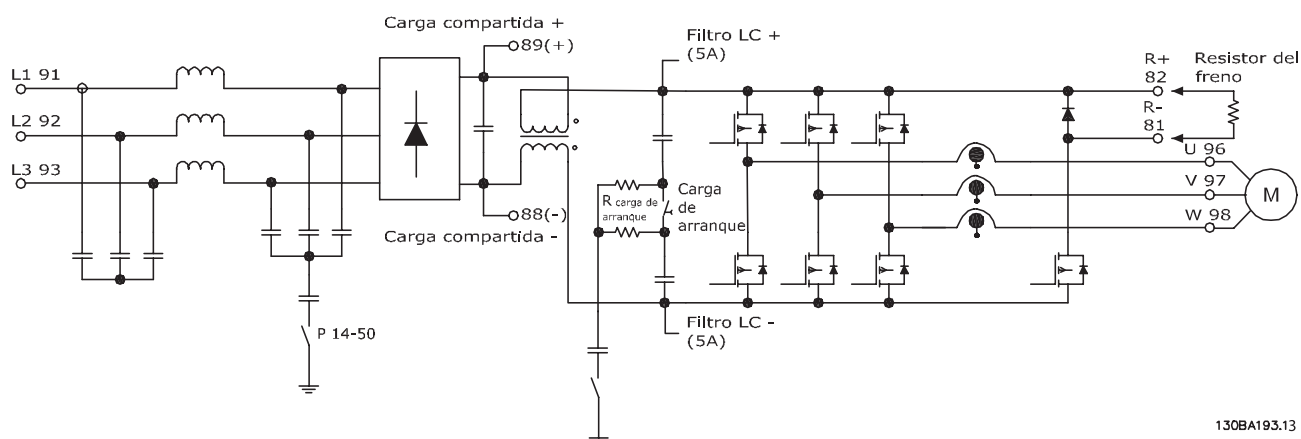 Carga compartida +
89(+)
Filtro LC +
(5A)
R+
82
Resistor del
freno
L1 91
L2 92
L3 93
R-
81
U 96
V 97
W 98
M
R carga de
arranque
Carga
de
arranque
88(-)
Carga compartida -
P 14-50
Filtro LC -
(5A)
130BA193.13